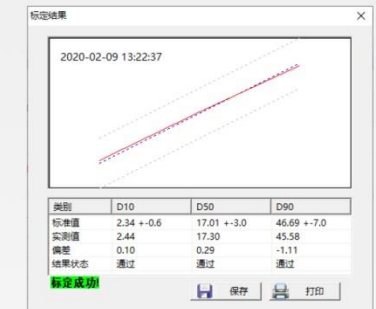 标定结果
2020-02-09 13:22:37
类别 D10 D50 D90
标准值 2.34 +-0.6 17.01 +-3.0 46.69 +-7.0
实测值 2.44 17.30 45.58
偏差 0.10 0.29 -1.11
结果状态 通过 通过 通过
标定成功!
保存 打印